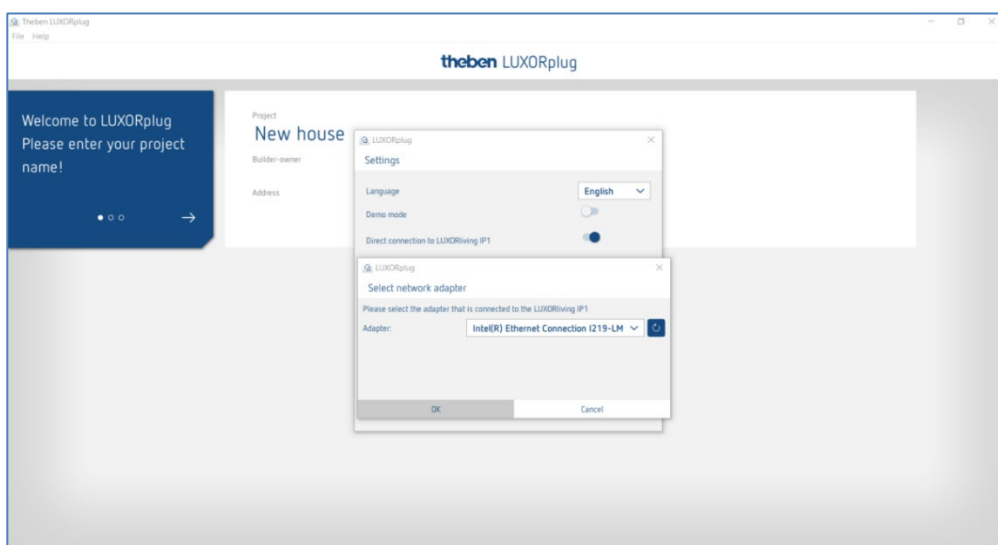 Theben LUXORplug
File Help
theben LUXORplug
Welcome to LUXORplug
Please enter your project
name!
Project
New house
Builder-owner
Address
LUXORplug
Settings
Language
English
Demo mode
Direct connection to LUXORliving IP1
LUXORplug
Select network adapter
Please select the adapter that is connected to the LUXORliving IP1
Adapter:
Intel(R) Ethernet Connection I219-LM
OK
Cancel